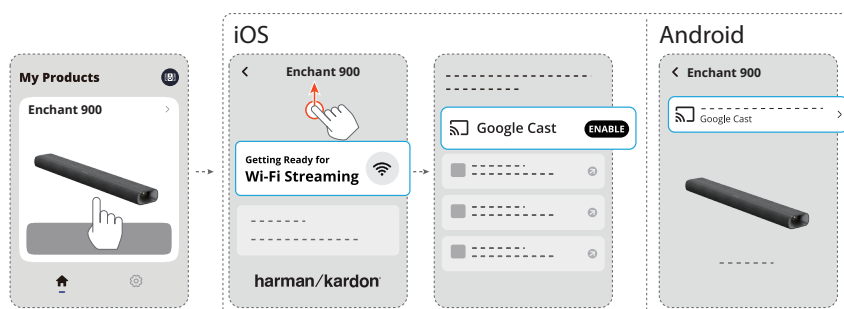 iOS
Android
My Products
Enchant 900
Enchant 900
Getting Ready for
Wi-Fi Streaming
harman/kardon
Google Cast
ENABLE
Enchant 900
Google Cast